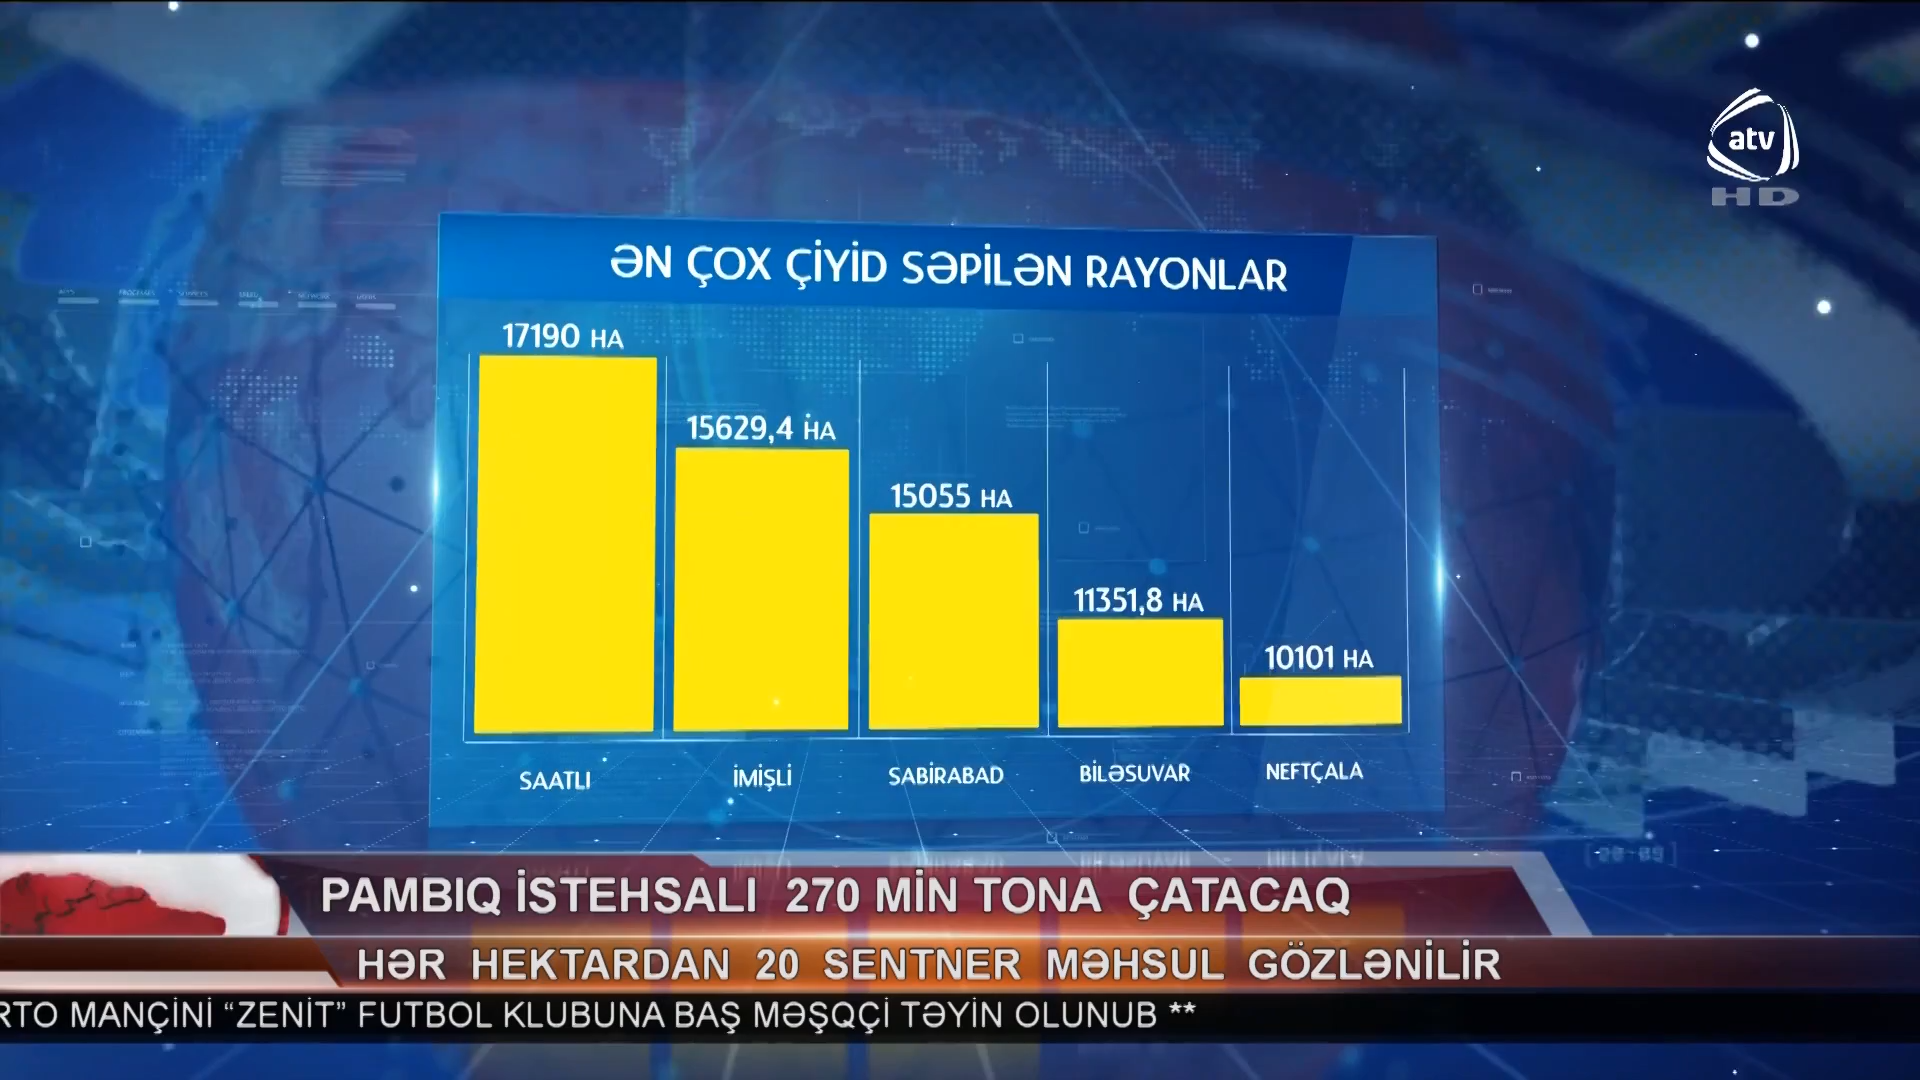 atv
HD
ƏN ÇOX ÇİYİD SƏPİLƏN RAYONLAR
17190 HA
15629,4 HA
15055 HA
11351,8 HA
10101 HA
SAATLI
İMİŞLİ
SABİRABAD
BİLƏSUVAR
NEFTÇALA
PAMBIQ İSTEHSALI 270 MİN TONA ÇATACAQ
HƏR HEKTARDAN 20 SENTNER MƏHSUL GÖZLƏNİLİR
RTO MANÇİNİ “ZENİT” FUTBOL KLUBUNA BAŞ MƏŞQÇİ TƏYİN OLUNUB **